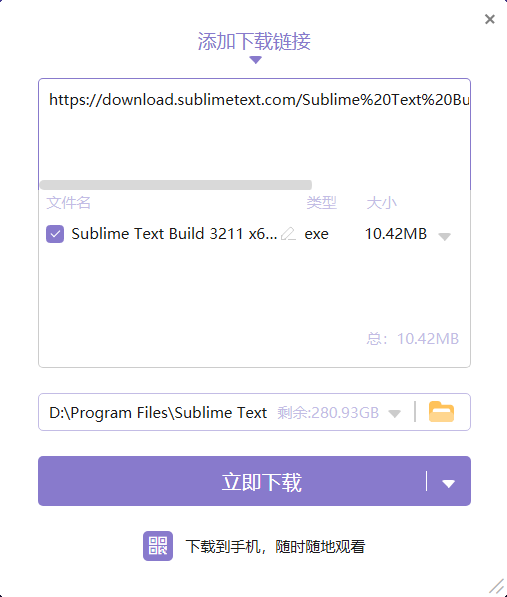 添加下载链接
https://download.sublimetext.com/Sublime%20Text%20Bu
文件名 类型 大小
Sublime Text Build 3211 x6... exe 10.42MB
总：10.42MB
D:\Program Files\Sublime Text 剩余:280.93GB
立即下载
下载到手机，随时随地观看